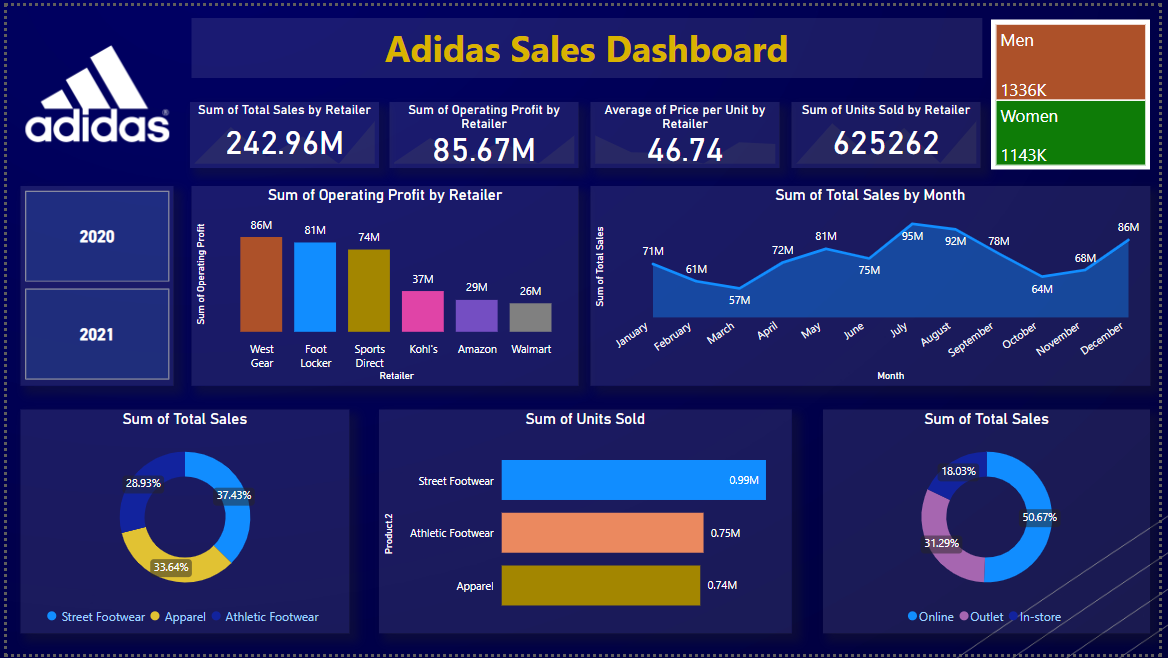 Adidas Sales Dashboard
adidas®
Sum of Total Sales by Retailer
242.96M
Sum of Operating Profit by
Retailer
85.67M
Average of Price per Unit by
Retailer
46.74
Sum of Units Sold by Retailer
625262
Men
1336K
Women
1143K
2020
2021
Sum of Operating Profit by Retailer
Sum of Operating Profit
86M
81M
74M
37M
29M
26M
West
Gear
Foot
Locker
Sports
Direct
Kohl's
Amazon
Walmart
Retailer
Sum of Total Sales by Month
Sum of Total Sales
71M
61M
57M
72M
81M
75M
95M
92M
78M
64M
68M
86M
January
February
March
April
May
June
July
August
September
October
November
December
Month
Sum of Total Sales
28.93%
37.43%
33.64%
Street Footwear
Apparel
Athletic Footwear
Sum of Units Sold
Product.2
Street Footwear
0.99M
Athletic Footwear
0.75M
Apparel
0.74M
Sum of Total Sales
18.03%
50.67%
31.29%
Online
Outlet
In-store